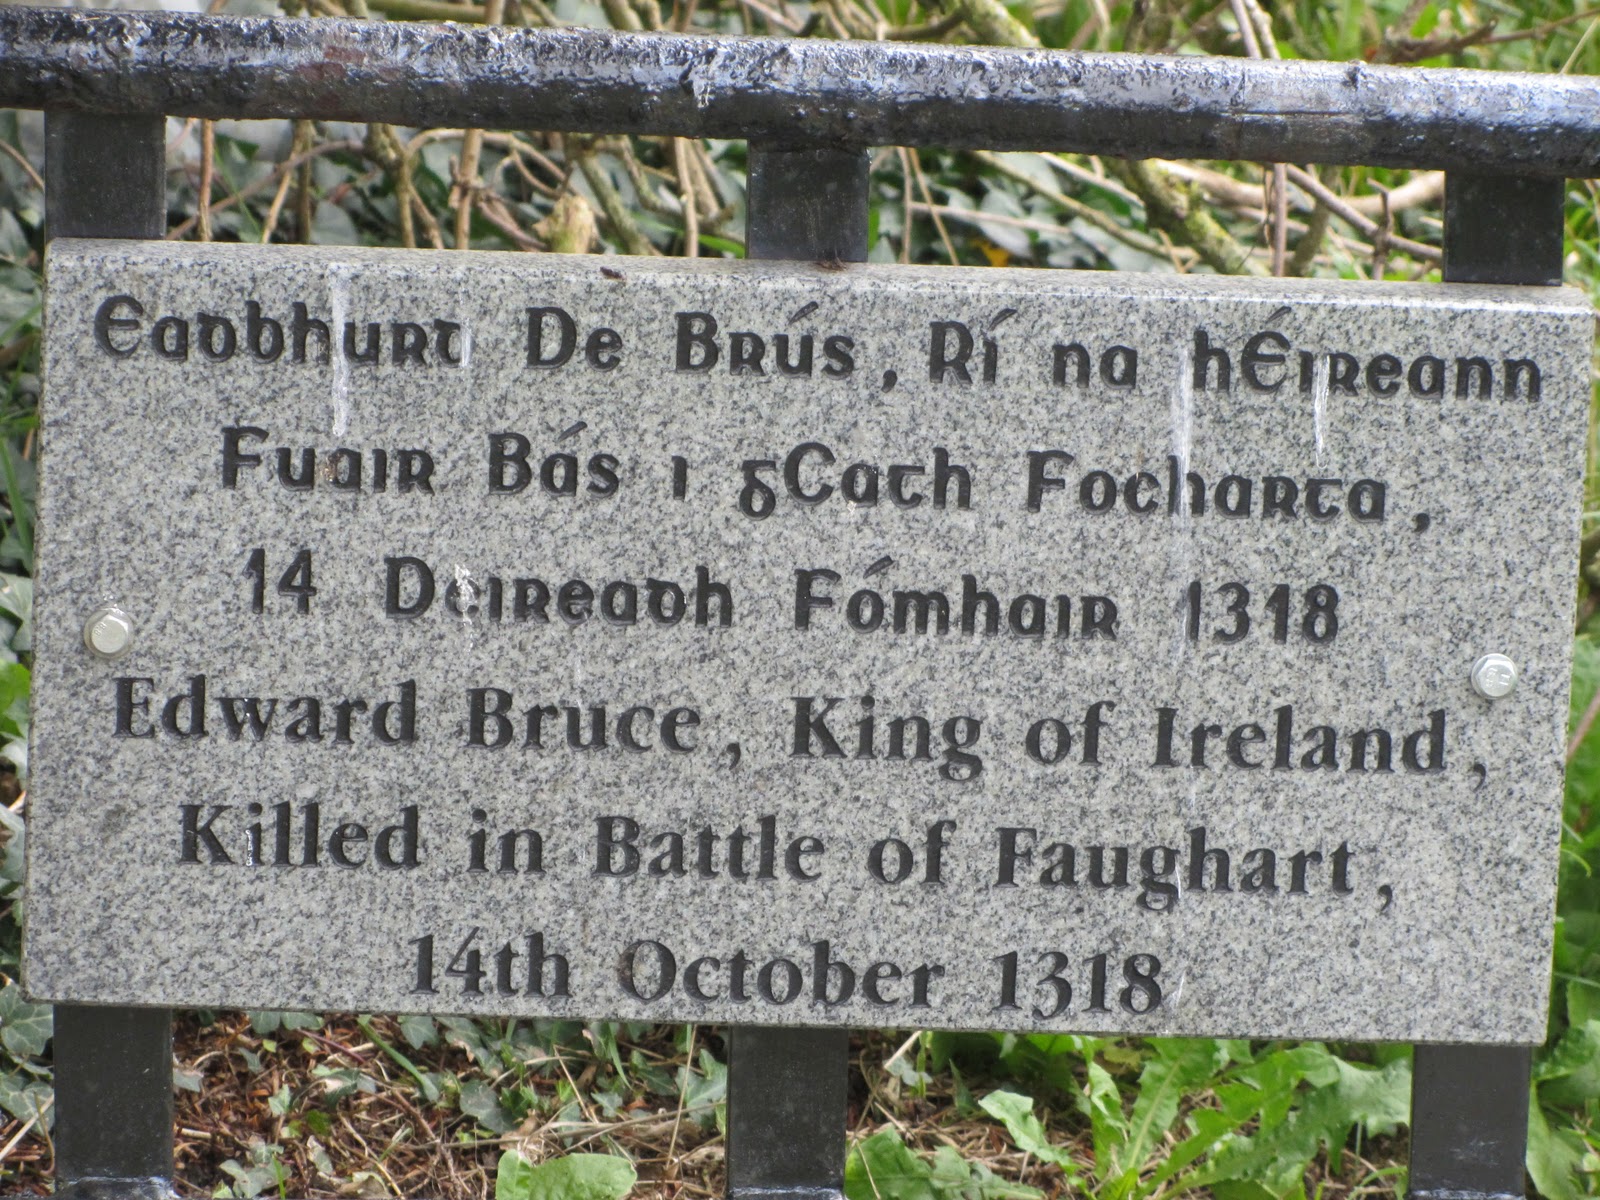 Eadbhurd De Brús, Rí na hÉireann
Fuair Bás i gCath Focharta,
14 Deireadh Fómhair 1318
Edward Bruce, King of Ireland,
Killed in Battle of Faughart,
14th October 1318